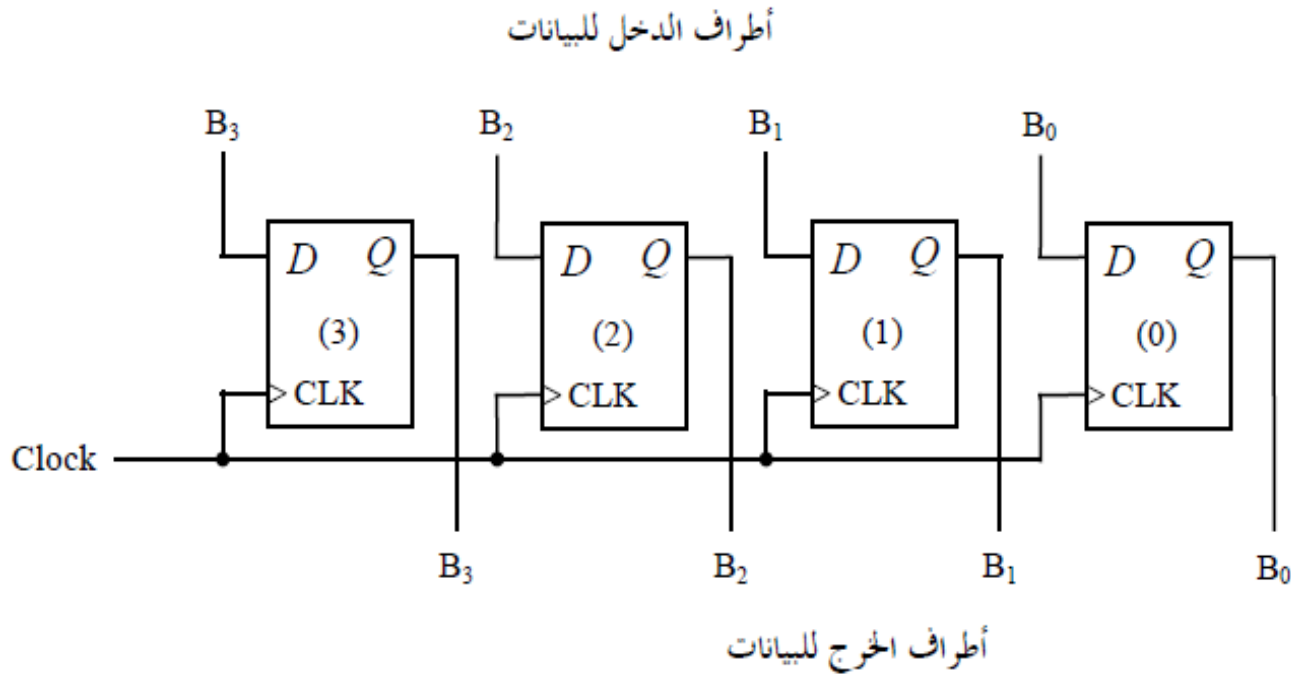 أطراف الدخل للبيانات
B₃ B₂ B₁ B₀
D Q D Q D Q D Q
(3) (2) (1) (0)
CLK CLK CLK CLK
Clock
B₃ B₂ B₁ B₀
أطراف الخرج للبيانات